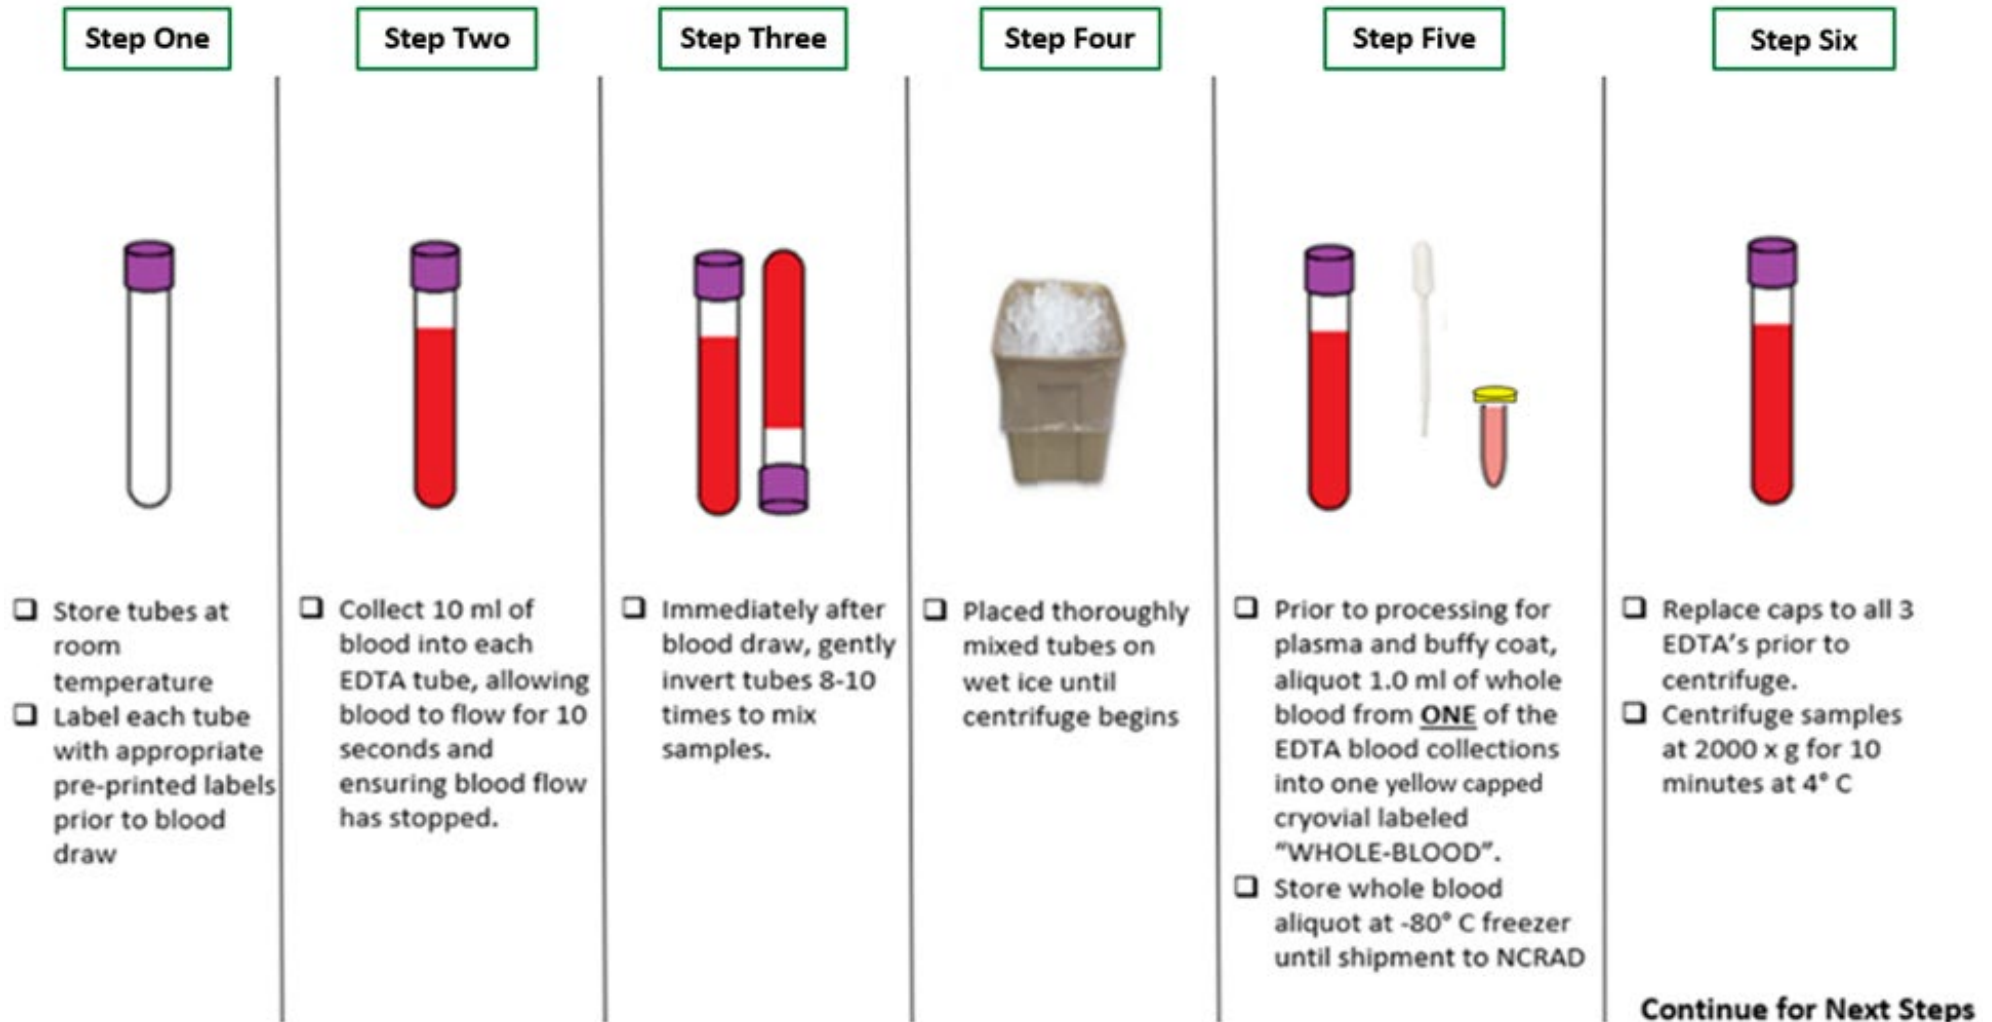 Step One
Step Two
Step Three
Step Four
Step Five
Step Six
❑ Store tubes at
room
temperature
❑ Label each tube
with appropriate
pre-printed labels
prior to blood
draw
❑ Collect 10 ml of
blood into each
EDTA tube, allowing
blood to flow for 10
seconds and
ensuring blood flow
has stopped.
❑ Immediately after
blood draw, gently
invert tubes 8-10
times to mix
samples.
❑ Placed thoroughly
mixed tubes on
wet ice until
centrifuge begins
❑ Prior to processing for
plasma and buffy coat,
aliquot 1.0 ml of whole
blood from ONE of the
EDTA blood collections
into one yellow capped
cryovial labeled
“WHOLE-BLOOD”.
❑ Store whole blood
aliquot at -80° C freezer
until shipment to NCRAD
❑ Replace caps to all 3
EDTA’s prior to
centrifuge.
❑ Centrifuge samples
at 2000 x g for 10
minutes at 4° C
Continue for Next Steps